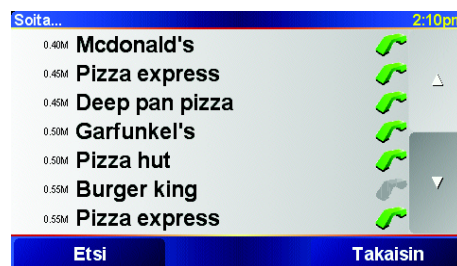 Soita... 2:10pm
0.40M Mcdonald's
0.45M Pizza express
0.45M Deep pan pizza
0.50M Garfunkel's
0.50M Pizza hut
0.55M Burger king
0.55M Pizza express
Etsi Takaisin